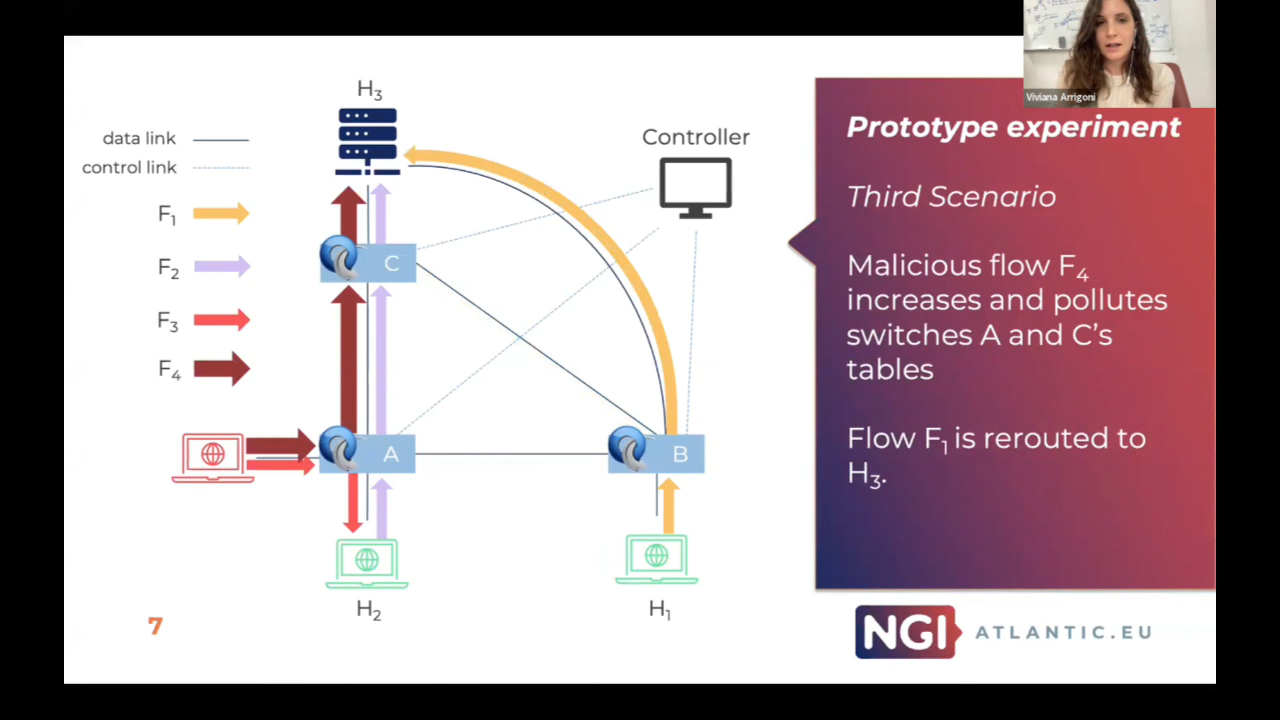 Viviana Arrigoni
H3
data link
control link
F1
F2
F3
F4
Controller
C
A
B
H2
H1
Prototype experiment
Third Scenario
Malicious flow F4
increases and pollutes
switches A and C's
tables
Flow F1 is rerouted to
H3.
7
NGI ATLANTIC.EU